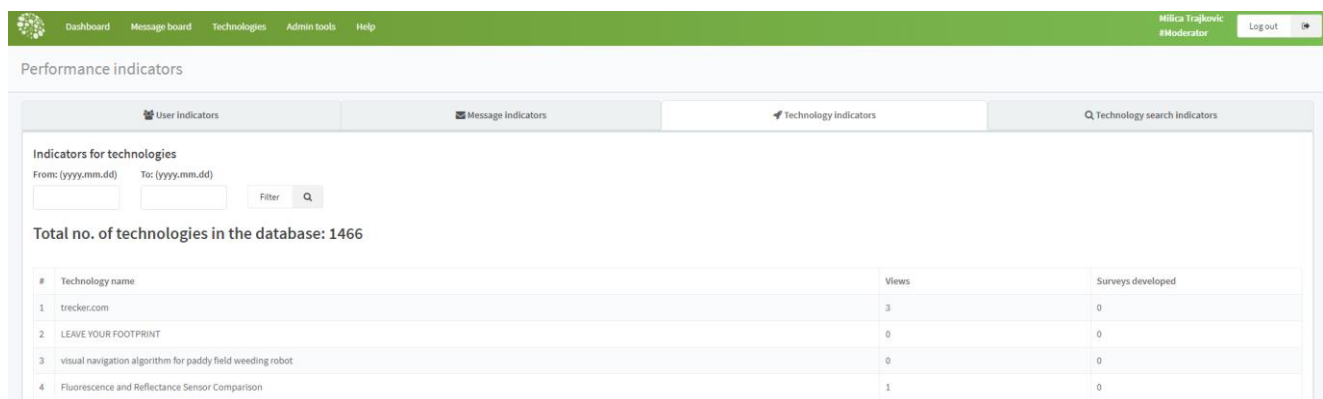 Dashboard Message board Technologies Admin tools Help Milica Trajkovic #Moderator Log out
Performance indicators
User indicators Message indicators Technology indicators Technology search indicators
Indicators for technologies
From: (yyyy.mm.dd) To: (yyyy.mm.dd)
Filter
Total no. of technologies in the database: 1466
# Technology name Views Surveys developed
1 trecker.com 3 0
2 LEAVE YOUR FOOTPRINT 0 0
3 visual navigation algorithm for paddy field weeding robot 0 0
4 Fluorescence and Reflectance Sensor Comparison 1 0